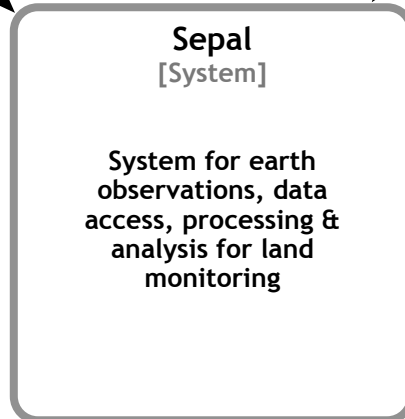 Sepal
[System]
System for earth
observations, data
access, processing &
analysis for land
monitoring